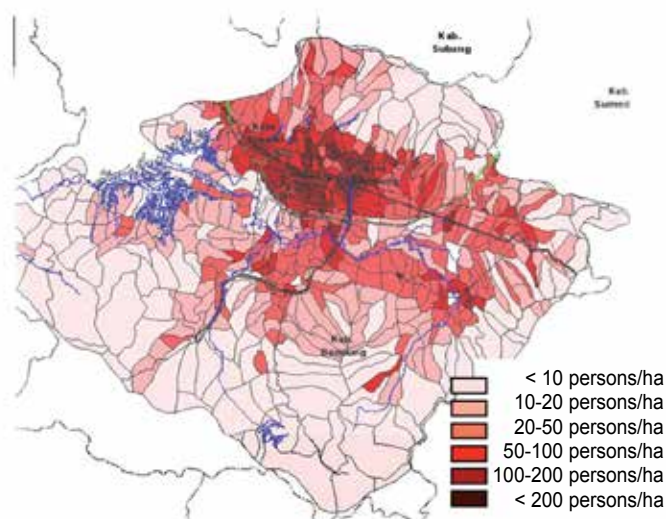 Kab.
Subang
Kab.
Kab.
Bandung
< 10 persons/ha
10-20 persons/ha
20-50 persons/ha
50-100 persons/ha
100-200 persons/ha
< 200 persons/ha